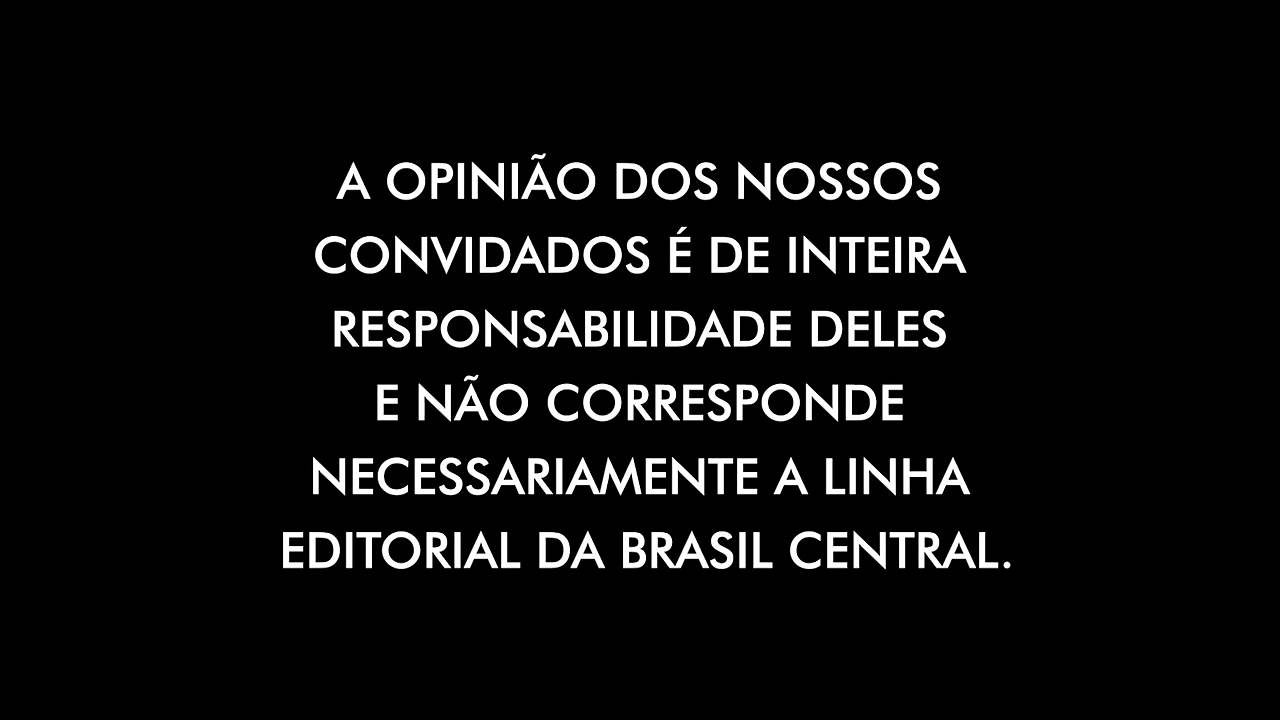 A OPINIÃO DOS NOSSOS
CONVIDADOS É DE INTEIRA
RESPONSABILIDADE DELES
E NÃO CORRESPONDE
NECESSARIAMENTE A LINHA
EDITORIAL DA BRASIL CENTRAL.